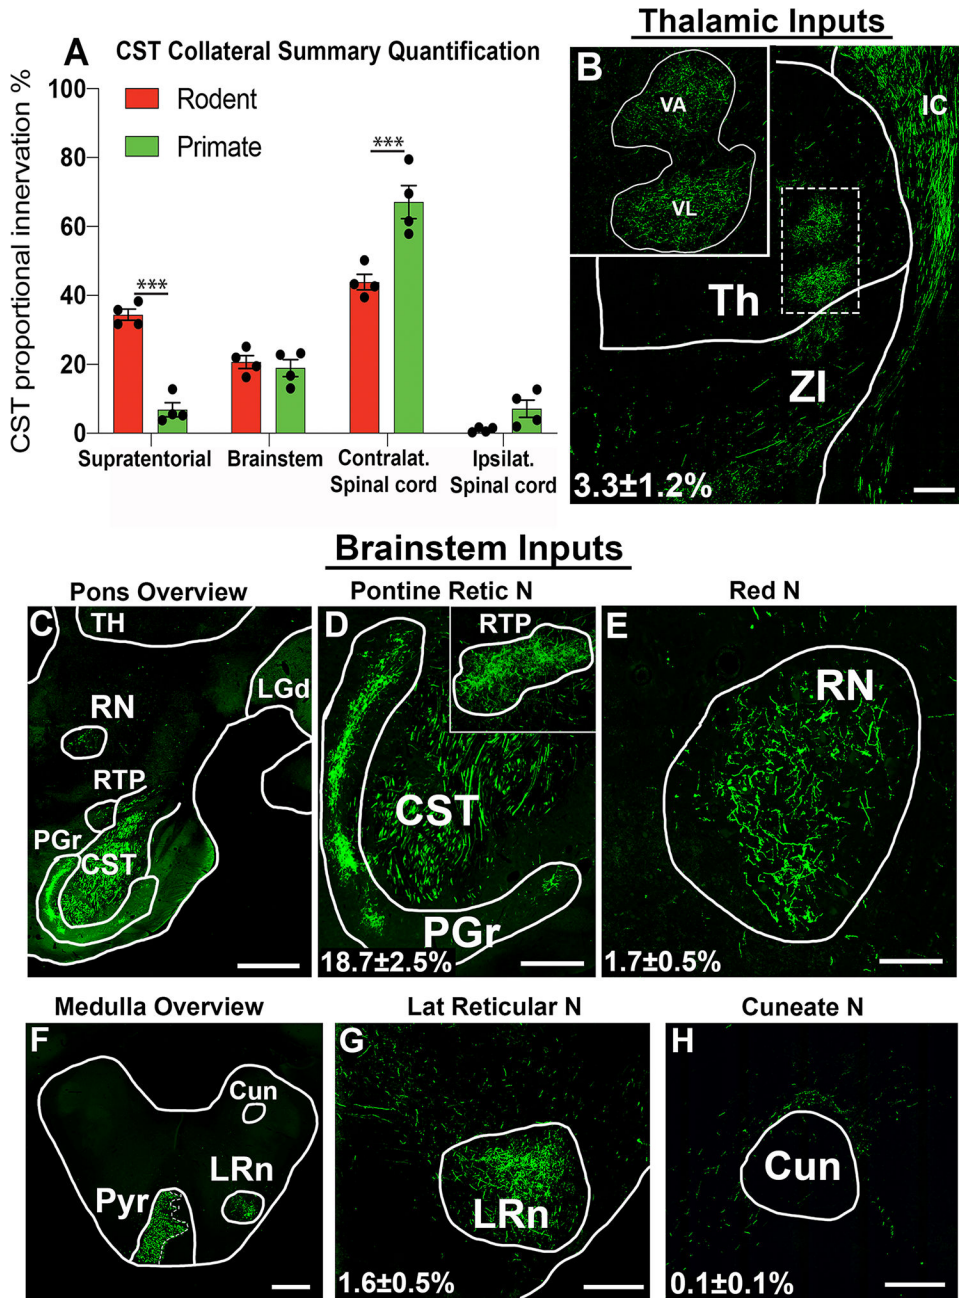 Thalamic Inputs
A CST Collateral Summary Quantification
CST proportional innervation %
100
80
60
40
20
0
Rodent
Primate
***
***
Supratentorial
Brainstem
Contralat.
Spinal cord
Ipsilat.
Spinal cord
B
VA
VL
IC
Th
ZI
3.3±1.2%
Brainstem Inputs
Pons Overview
C
TH
LGd
RN
RTP
PGr
CST
Pontine Retic N
D
RTP
CST
PGr
18.7±2.5%
Red N
E
RN
1.7±0.5%
Medulla Overview
F
Cun
LRn
Pyr
Lat Reticular N
G
LRn
1.6±0.5%
Cuneate N
H
Cun
0.1±0.1%